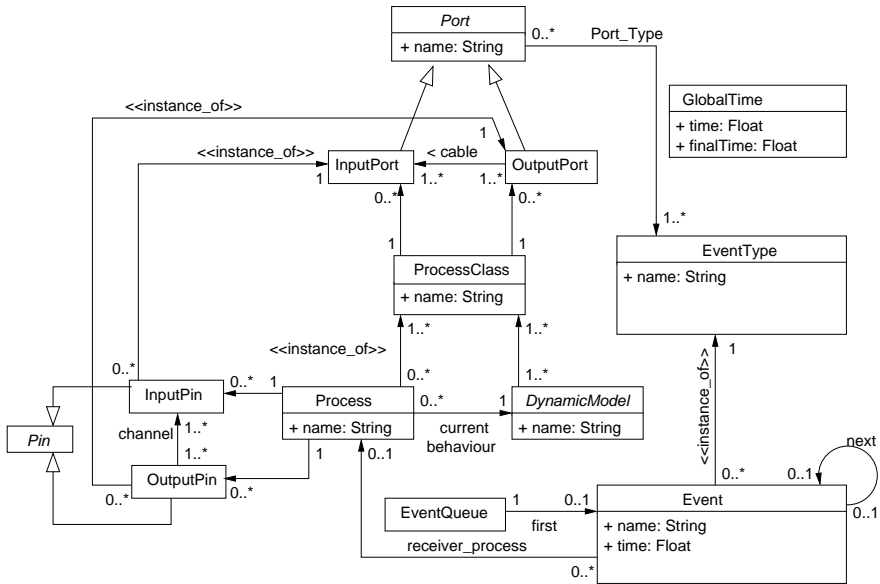 Port
+ name: String
0..*
Port_Type
<<instance_of>>
GlobalTime
+ time: Float
+ finalTime: Float
1
<<instance_of>>
< cable
InputPort
OutputPort
1
1..*
1..*
0..*
0..*
1..*
1
1
EventType
+ name: String
ProcessClass
+ name: String
1..*
1..*
<<instance_of>>
1
<<instance_of>>
0..*
0..*
1
0..*
1..*
InputPin
Process
+ name: String
0..*
1
DynamicModel
+ name: String
current
behaviour
Pin
channel
1..*
1..*
1
0..1
next
OutputPin
0..*
0..*
0..*
0..1
Event
+ name: String
+ time: Float
0..1
EventQueue
1
0..1
first
receiver_process
0..*